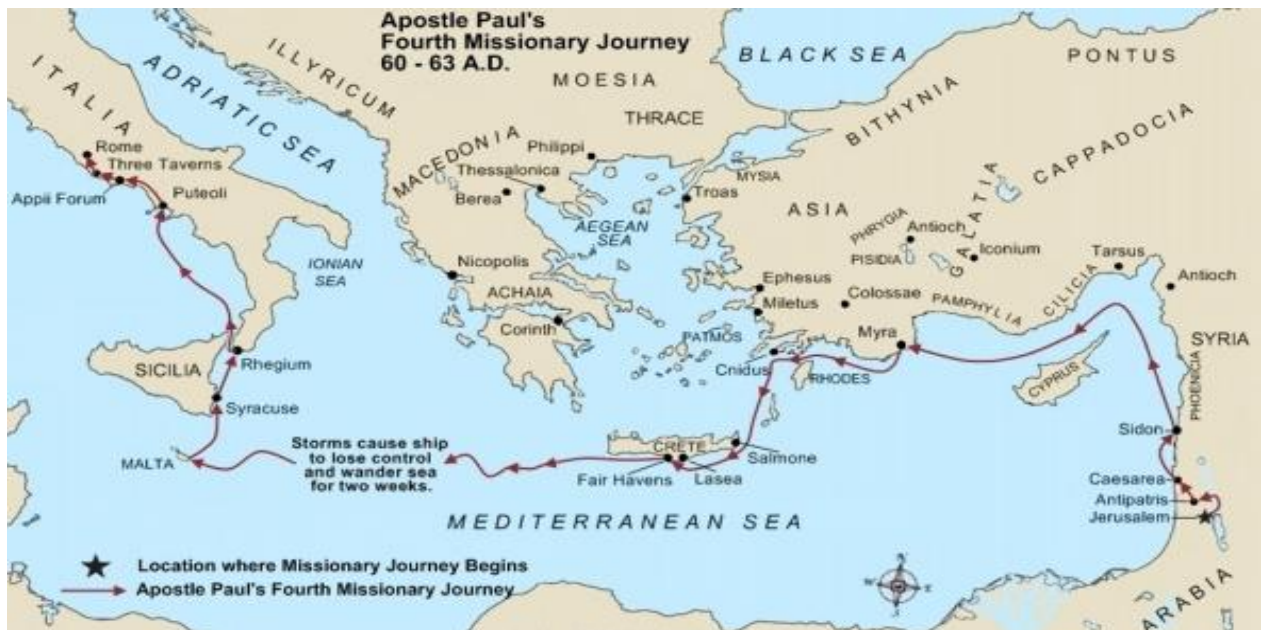 Apostle Paul's
Fourth Missionary Journey
60 - 63 A.D.
BLACK SEA
PONTUS
ITALIA
ADRIATIC SEA
ILLYRICUM
MOESIA
THRACE
BITHYNIA
CAPPADOCIA
MACEDONIA
Philippi
Thessalonica
Berea
MYSIA
Troas
ASIA
GALATIA
PHRYGIA
Antioch
PISIDIA
Iconium
Tarsus
Antioch
Rome
Three Taverns
Appii Forum
Puteoli
AEGEAN
SEA
IONIAN
SEA
Nicopolis
ACHAIA
Corinth
Ephesus
Miletus
Colossae
PAMPHYLIA
CILICIA
PATMOS
Myra
Cnidus
RHODES
CYPRUS
SYRIA
PHOENICIA
SICILIA
Rhegium
Syracuse
MALTA
Storms cause ship
to lose control
and wander sea
for two weeks.
CRETE
Salmone
Fair Havens
Lasea
Sidon
Caesarea
Antipatris
Jerusalem
MEDITERRANEAN SEA
Location where Missionary Journey Begins
Apostle Paul's Fourth Missionary Journey
N
W
E
S
ARABIA